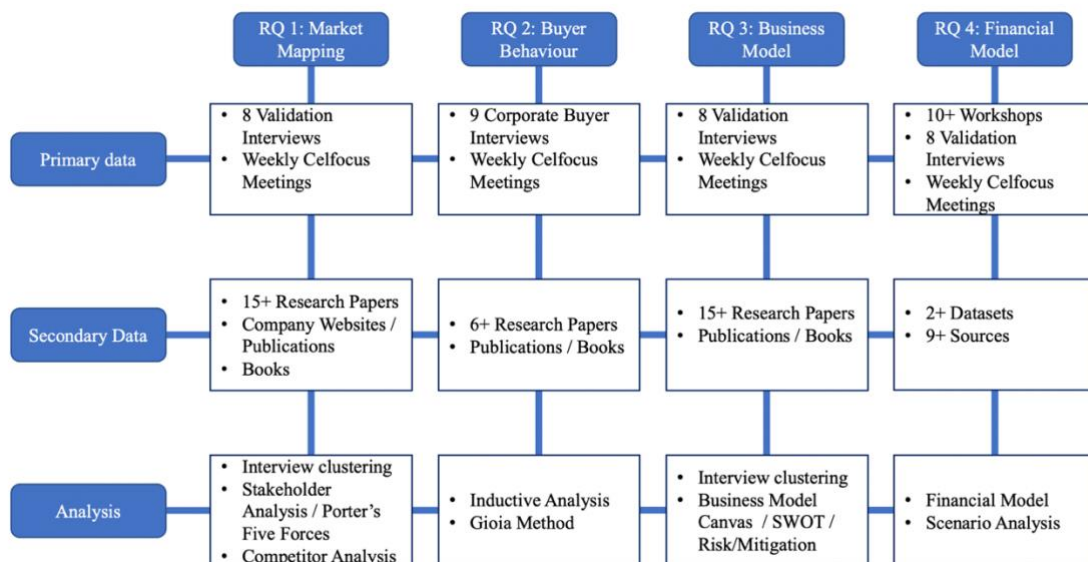 RQ 1: Market
Mapping
RQ 2: Buyer
Behaviour
RQ 3: Business
Model
RQ 4: Financial
Model
Primary data
• 8 Validation
Interviews
• Weekly Celfocus
Meetings
• 9 Corporate Buyer
Interviews
• Weekly Celfocus
Meetings
• 8 Validation
Interviews
• Weekly Celfocus
Meetings
• 10+ Workshops
• 8 Validation
Interviews
• Weekly Celfocus
Meetings
Secondary Data
• 15+ Research Papers
• Company Websites /
Publications
• Books
• 6+ Research Papers
• Publications / Books
• 15+ Research Papers
• Publications / Books
• 2+ Datasets
• 9+ Sources
Analysis
• Interview clustering
• Stakeholder
Analysis / Porter’s
Five Forces
• Competitor Analysis
• Inductive Analysis
• Gioia Method
• Interview clustering
• Business Model
Canvas / SWOT /
Risk/Mitigation
• Financial Model
• Scenario Analysis